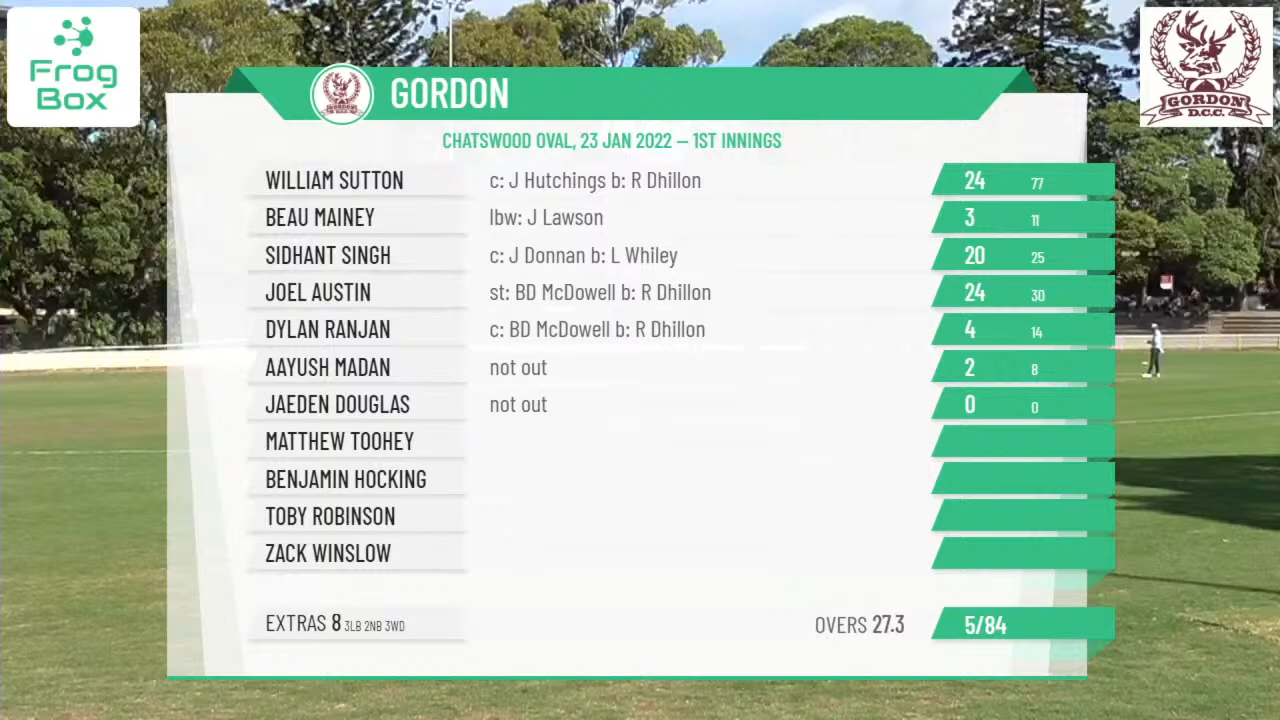 Frog
Box
GORDON
GORDON
D.C.C.
CHATSWOOD OVAL, 23 JAN 2022 – 1ST INNINGS
WILLIAM SUTTON c: J Hutchings b: R Dhillon 24 77
BEAU MAINEY lbw: J Lawson 3 11
SIDHANT SINGH c: J Donnan b: L Whiley 20 25
JOEL AUSTIN st: BD McDowell b: R Dhillon 24 30
DYLAN RANJAN c: BD McDowell b: R Dhillon 4 14
AAYUSH MADAN not out 2 8
JAEDEN DOUGLAS not out 0 0
MATTHEW TOOHEY
BENJAMIN HOCKING
TOBY ROBINSON
ZACK WINSLOW
EXTRAS 8 3LB 2NB 3WD OVERS 27.3 5/84